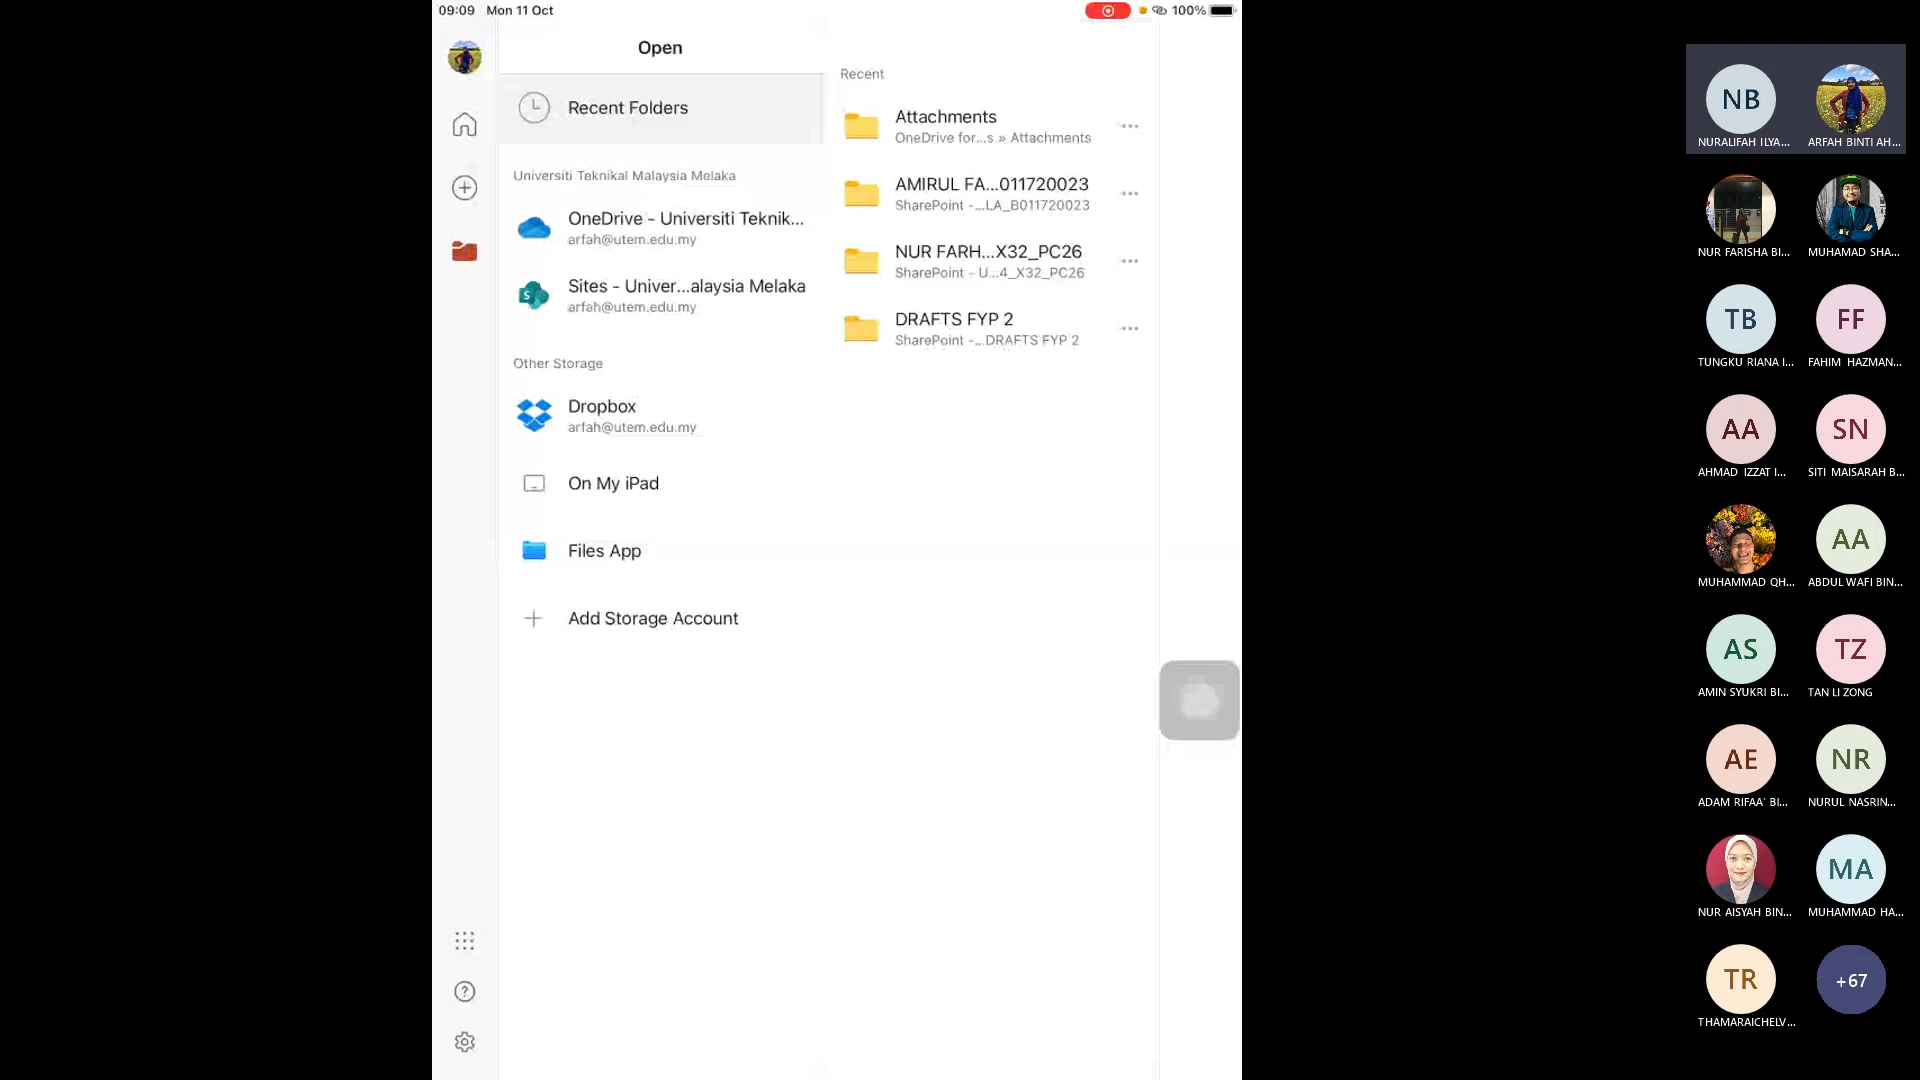 09:09 Mon 11 Oct
100%
Open
Recent Folders
Universiti Teknikal Malaysia Melaka
OneDrive - Universiti Teknik...
arfah@utem.edu.my
Sites - Univer...alaysia Melaka
arfah@utem.edu.my
Other Storage
Dropbox
arfah@utem.edu.my
On My iPad
Files App
Add Storage Account
Recent
Attachments
OneDrive for...s » Attachments
AMIRUL FA...011720023
SharePoint -...LA_B011720023
NUR FARH...X32_PC26
SharePoint - U...4_X32_PC26
DRAFTS FYP 2
SharePoint -...DRAFTS FYP 2
NB
NURALIFAH ILYA...
ARFAH BINTI AH...
NUR FARISHA BI...
MUHAMAD SHA...
TB
FF
TUNGKU RIANA I...
FAHIM HAZMAN...
AA
SN
AHMAD IZZAT I...
SITI MAISARAH B...
MUHAMMAD QH...
AA
ABDUL WAFI BIN...
AS
TZ
AMIN SYUKRI BI...
TAN LI ZONG
AE
NR
ADAM RIFAA` BI...
NURUL NASRIN...
NUR AISYAH BIN...
MA
MUHAMMAD HA...
TR
+67
THAMARAICHELV...